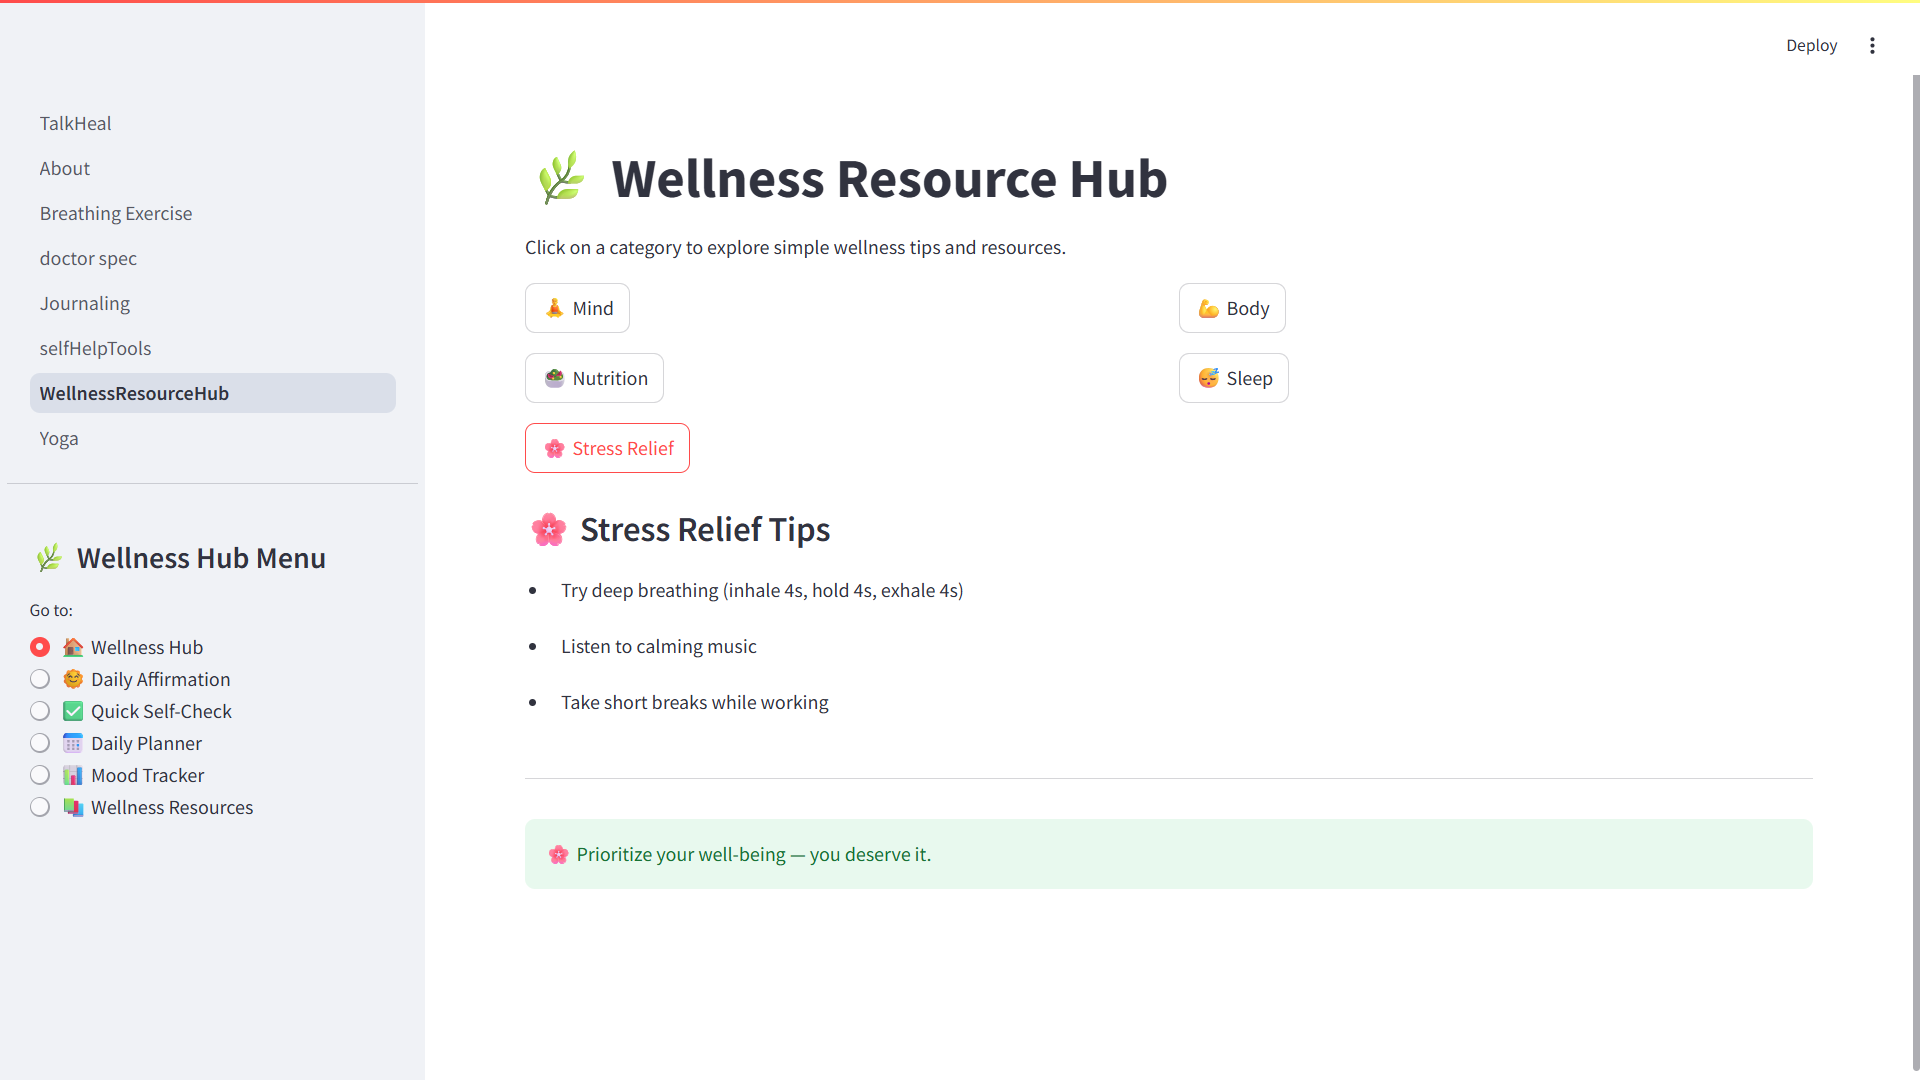 Deploy
TalkHeal
About
Breathing Exercise
doctor spec
Journaling
selfHelpTools
WellnessResourceHub
Yoga
Wellness Hub Menu
Go to:
Wellness Hub
Daily Affirmation
Quick Self-Check
Daily Planner
Mood Tracker
Wellness Resources
Wellness Resource Hub
Click on a category to explore simple wellness tips and resources.
Mind
Body
Nutrition
Sleep
Stress Relief
Stress Relief Tips
• Try deep breathing (inhale 4s, hold 4s, exhale 4s)
• Listen to calming music
• Take short breaks while working
Prioritize your well-being — you deserve it.